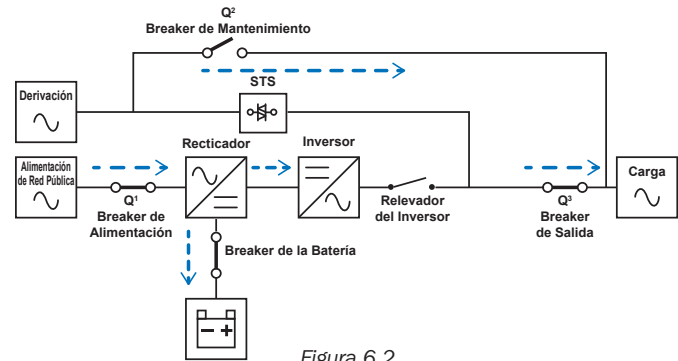 Q²
Breaker de Mantenimiento
STS
Derivación
Recticador
Inversor
Alimentación
de Red Pública
Carga
Q¹
Breaker de
Alimentación
Relevador
del Inversor
Q³
Breaker
de Salida
Breaker de la Batería
- +
Figura 6.2